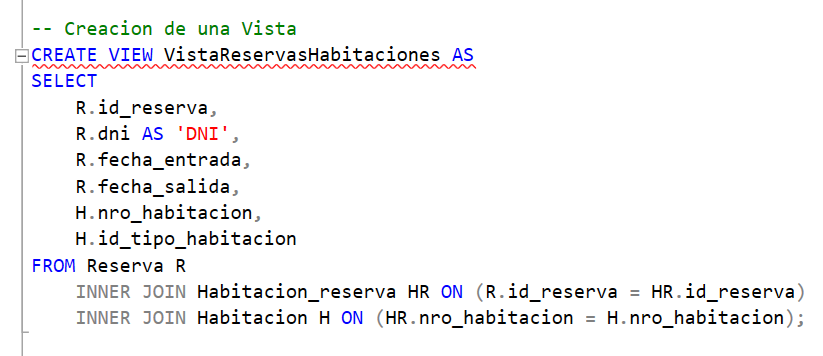 -- Creacion de una Vista
CREATE VIEW VistaReservasHabitaciones AS
SELECT
    R.id_reserva,
    R.dni AS 'DNI',
    R.fecha_entrada,
    R.fecha_salida,
    H.nro_habitacion,
    H.id_tipo_habitacion
FROM Reserva R
    INNER JOIN Habitacion_reserva HR ON (R.id_reserva = HR.id_reserva)
    INNER JOIN Habitacion H ON (HR.nro_habitacion = H.nro_habitacion);